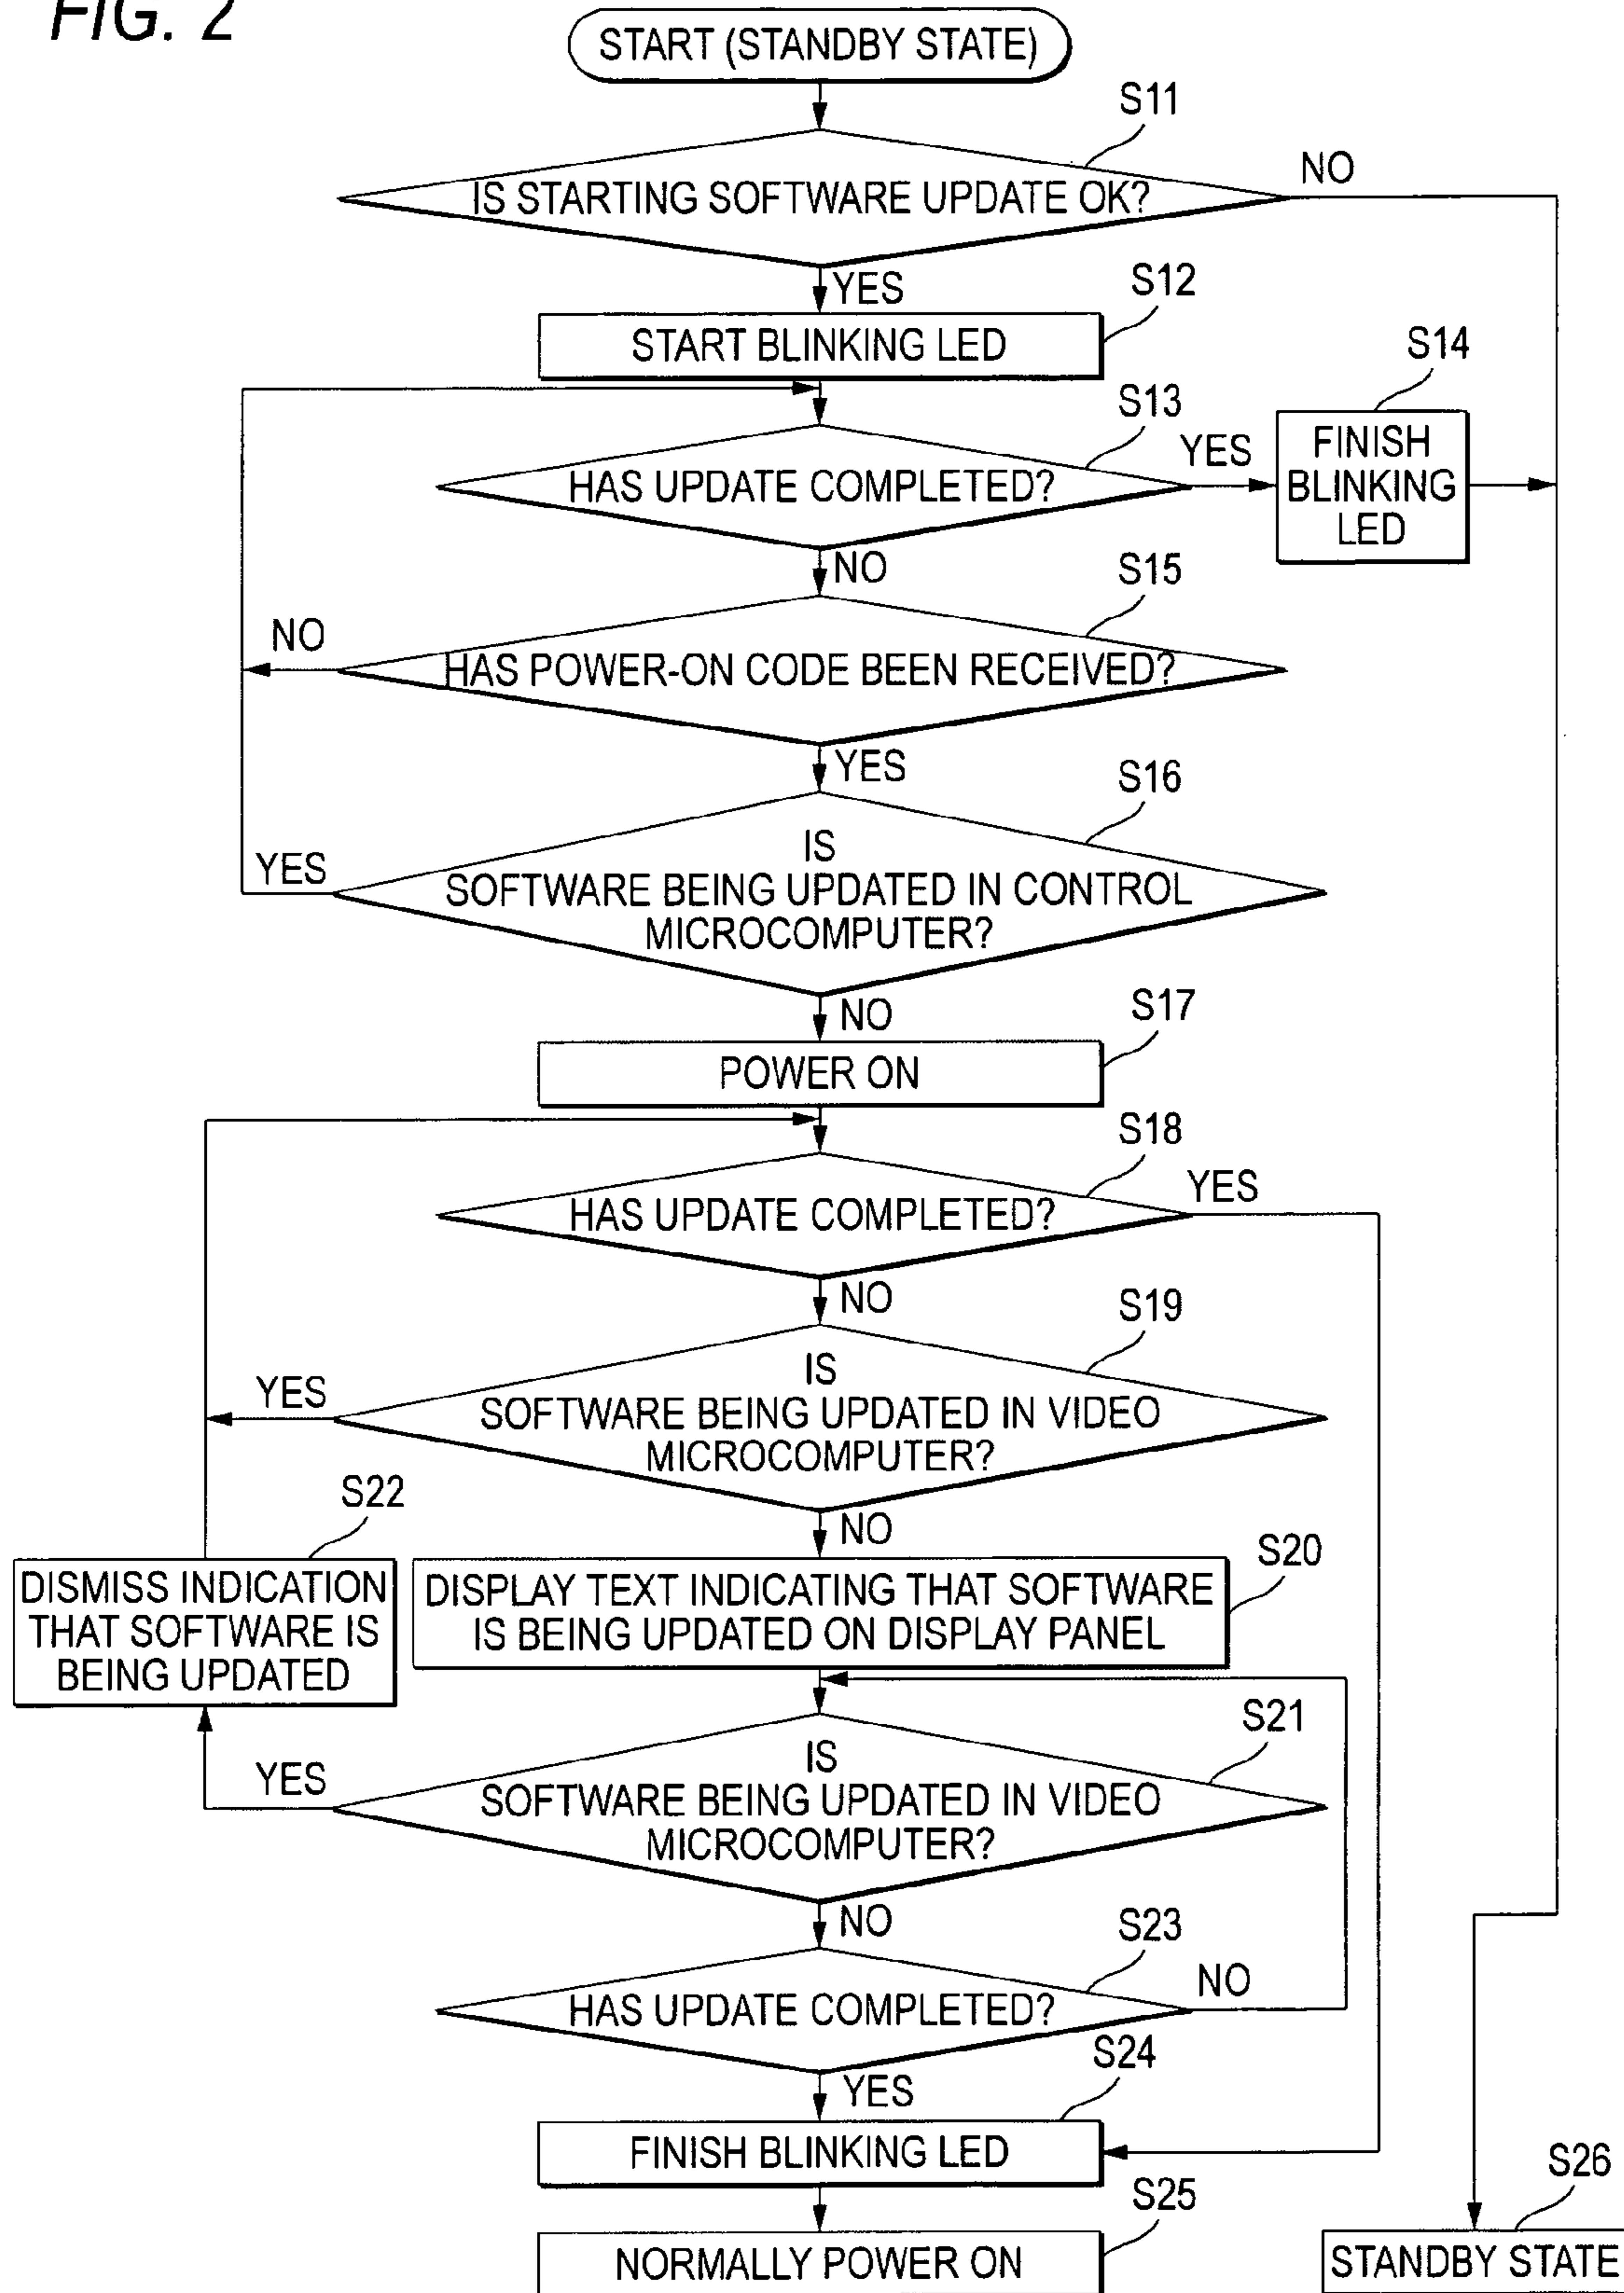 FIG. 2
START (STANDBY STATE)
S11
IS STARTING SOFTWARE UPDATE OK?
NO
YES
S12
START BLINKING LED
S13
HAS UPDATE COMPLETED?
YES
S14
FINISH
BLINKING
LED
NO
S15
HAS POWER-ON CODE BEEN RECEIVED?
NO
YES
S16
IS
SOFTWARE BEING UPDATED IN CONTROL
MICROCOMPUTER?
YES
NO
S17
POWER ON
S18
HAS UPDATE COMPLETED?
YES
NO
S19
IS
SOFTWARE BEING UPDATED IN VIDEO
MICROCOMPUTER?
YES
NO
S22
DISMISS INDICATION
THAT SOFTWARE IS
BEING UPDATED
S20
DISPLAY TEXT INDICATING THAT SOFTWARE
IS BEING UPDATED ON DISPLAY PANEL
S21
IS
SOFTWARE BEING UPDATED IN VIDEO
MICROCOMPUTER?
YES
NO
S23
HAS UPDATE COMPLETED?
NO
YES
S24
FINISH BLINKING LED
S25
NORMALLY POWER ON
S26
STANDBY STATE